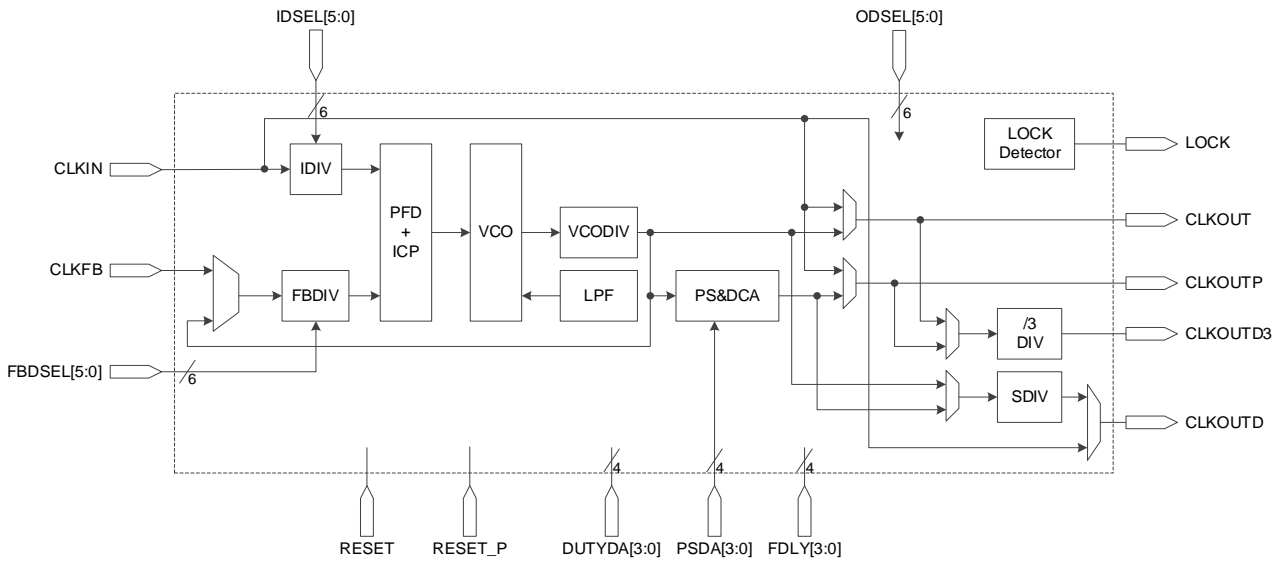 IDSEL[5:0]
ODSEL[5:0]
6
6
LOCK
Detector
LOCK
CLKIN
IDIV
PFD
+
ICP
VCO
VCODIV
CLKOUT
CLKFB
FBDIV
LPF
PS&DCA
CLKOUTP
/3
DIV
CLKOUTD3
FBDSEL[5:0]
6
SDIV
CLKOUTD
4
4
4
RESET
RESET_P
DUTYDA[3:0]
PSDA[3:0]
FDLY[3:0]